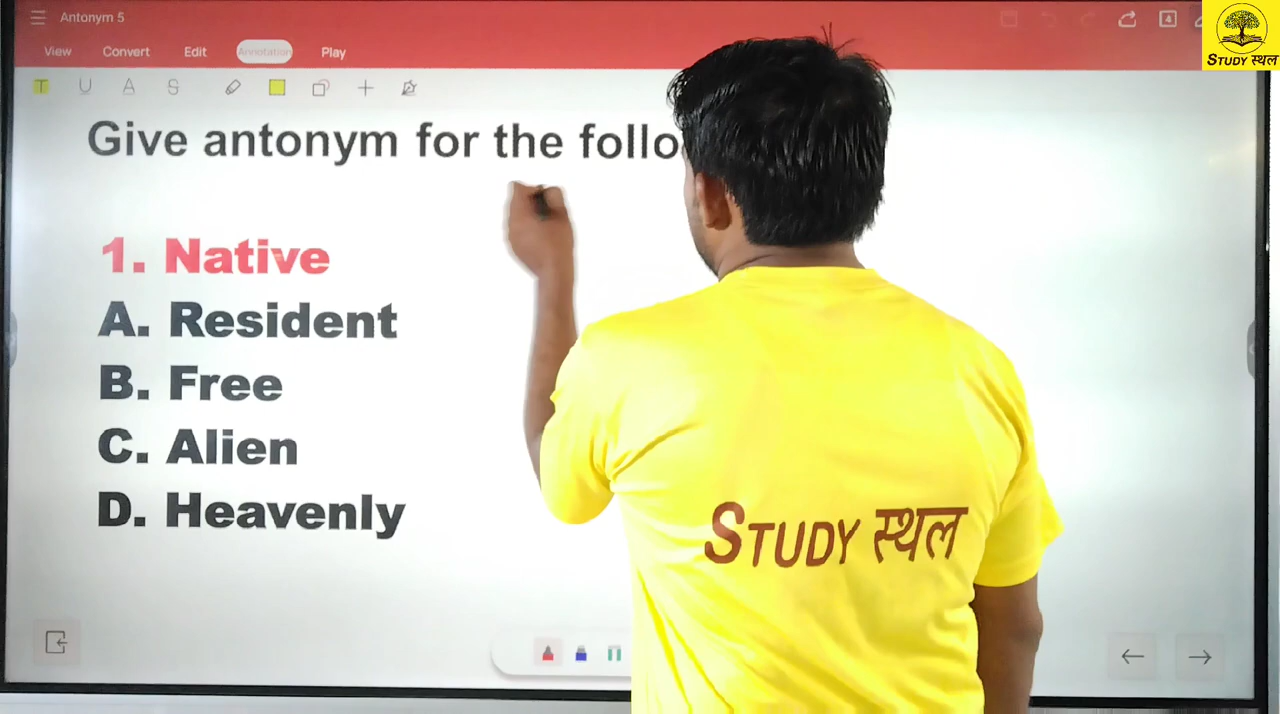 Antonym 5
View Convert Edit Annotation Play
T U A S
Give antonym for the
1. Native
A. Resident
B. Free
C. Alien
D. Heavenly
STUDY स्थल
4
STUDY स्थल